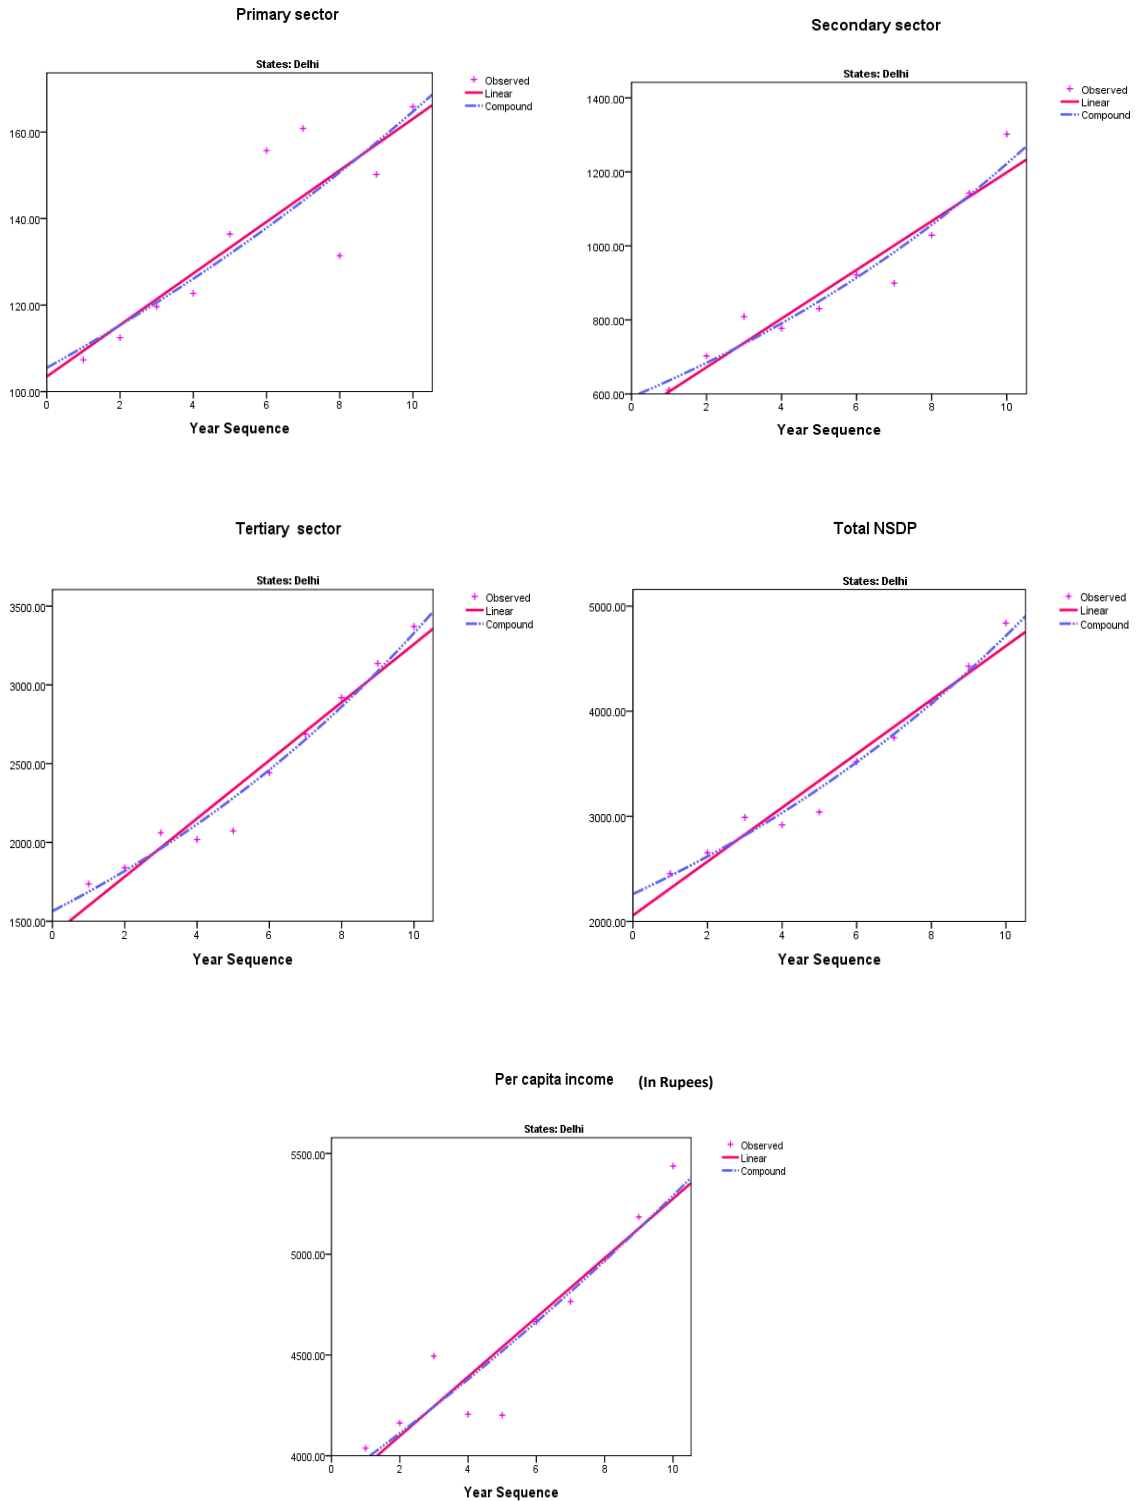 Primary sector
States: Delhi
Observed
Linear
Compound
160.00
140.00
120.00
100.00
0 2 4 6 8 10
Year Sequence
Secondary sector
States: Delhi
Observed
Linear
Compound
1400.00
1200.00
1000.00
800.00
600.00
0 2 4 6 8 10
Year Sequence
Tertiary sector
States: Delhi
Observed
Linear
Compound
3500.00
3000.00
2500.00
2000.00
1500.00
0 2 4 6 8 10
Year Sequence
Total NSDP
States: Delhi
Observed
Linear
Compound
5000.00
4000.00
3000.00
2000.00
0 2 4 6 8 10
Year Sequence
Per capita income (In Rupees)
States: Delhi
Observed
Linear
Compound
5500.00
5000.00
4500.00
4000.00
0 2 4 6 8 10
Year Sequence